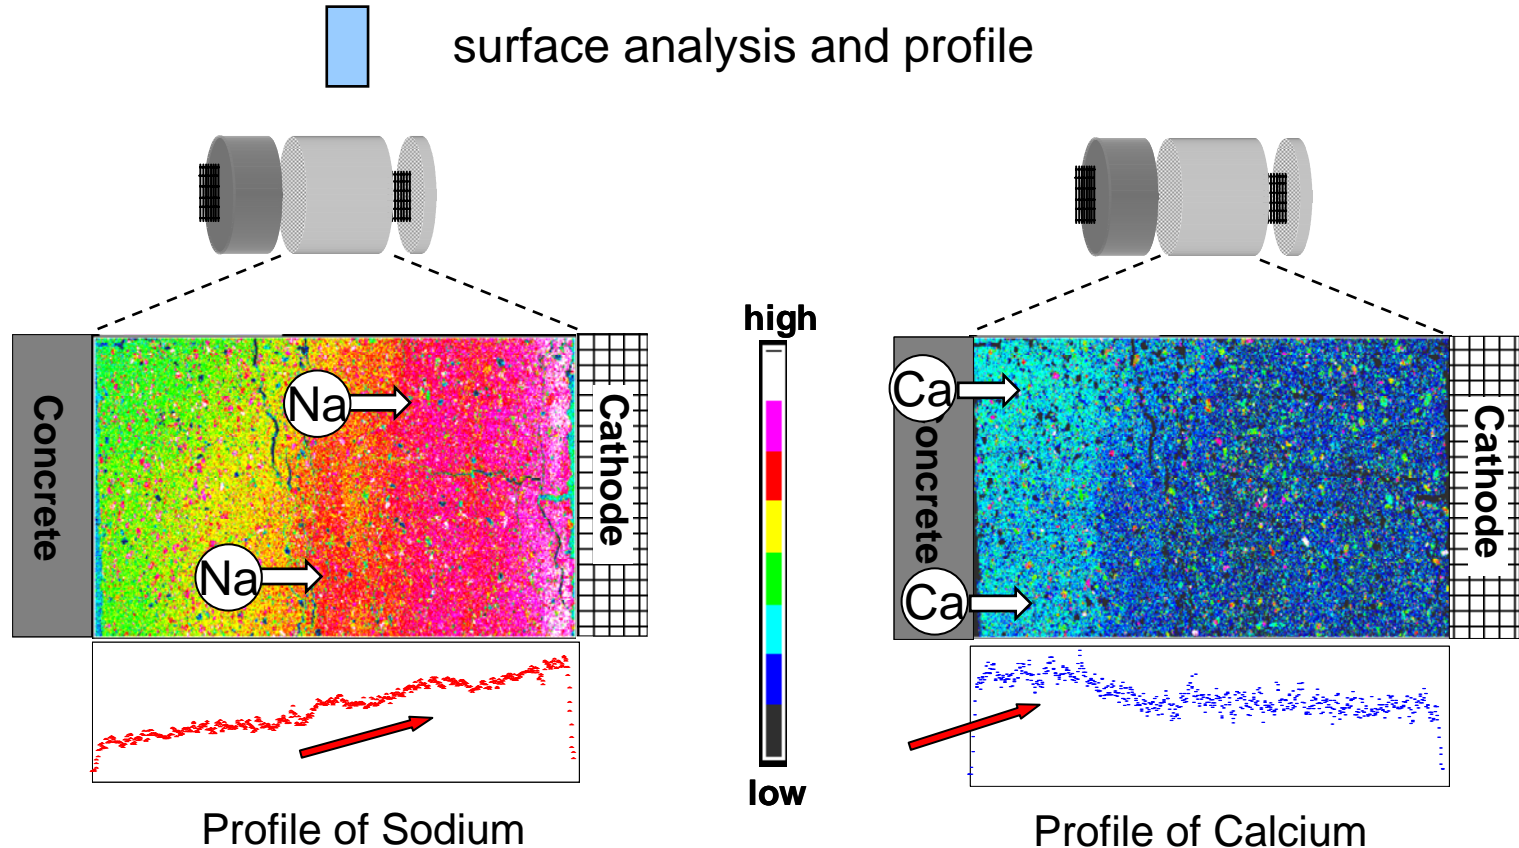 surface analysis and profile
high
Concrete
Na
Na
Cathode
Ca
Concrete
Ca
Cathode
low
Profile of Sodium
Profile of Calcium